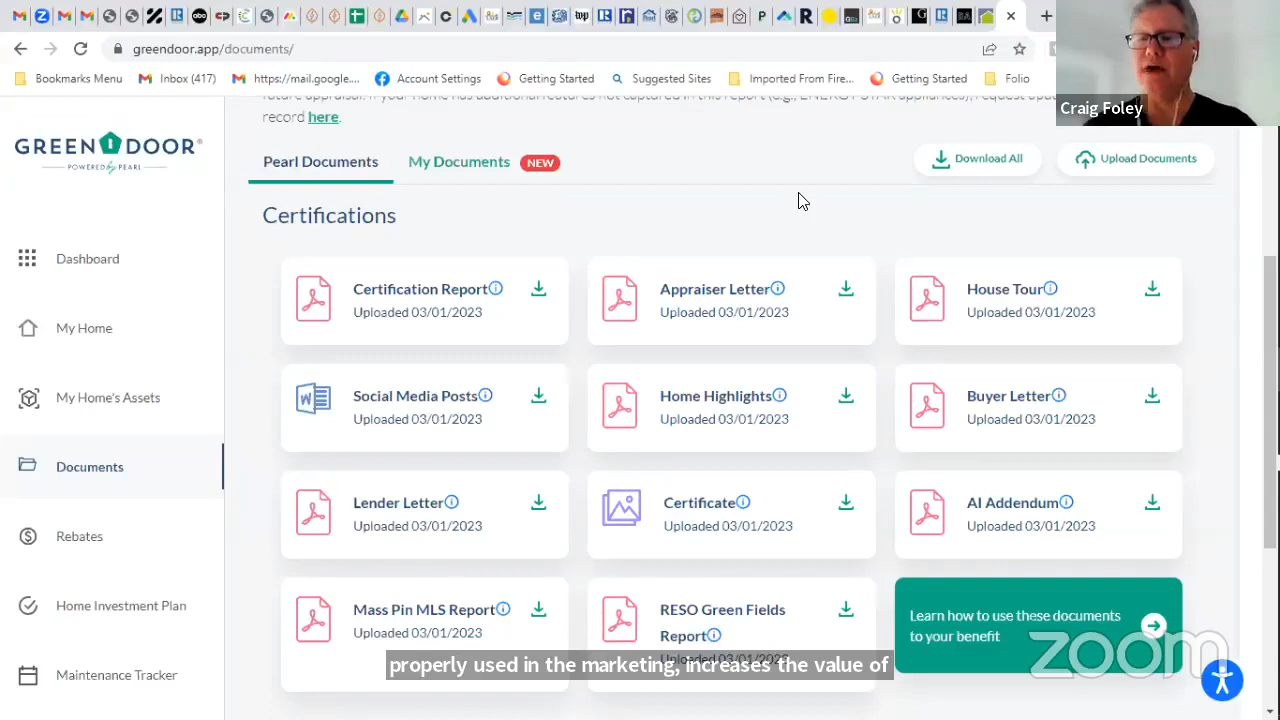 greendoor.app/documents/
Bookmarks Menu
Inbox (417)
https://mail.google....
Account Settings
Getting Started
Suggested Sites
Imported From Fire...
Getting Started
Folio
Craig Foley
record here.
GREEN DOOR®
POWERED by PEARL
Pearl Documents
My Documents NEW
Download All
Upload Documents
Certifications
Dashboard
My Home
My Home's Assets
Documents
Rebates
Home Investment Plan
Maintenance Tracker
Certification Report
Uploaded 03/01/2023
Appraiser Letter
Uploaded 03/01/2023
House Tour
Uploaded 03/01/2023
Social Media Posts
Uploaded 03/01/2023
Home Highlights
Uploaded 03/01/2023
Buyer Letter
Uploaded 03/01/2023
Lender Letter
Uploaded 03/01/2023
Certificate
Uploaded 03/01/2023
AI Addendum
Uploaded 03/01/2023
Mass Pin MLS Report
Uploaded 03/01/2023
RESO Green Fields
Report
Uploaded 03/01/2023
Learn how to use these documents
to your benefit
properly used in the marketing, increases the value of
zoom